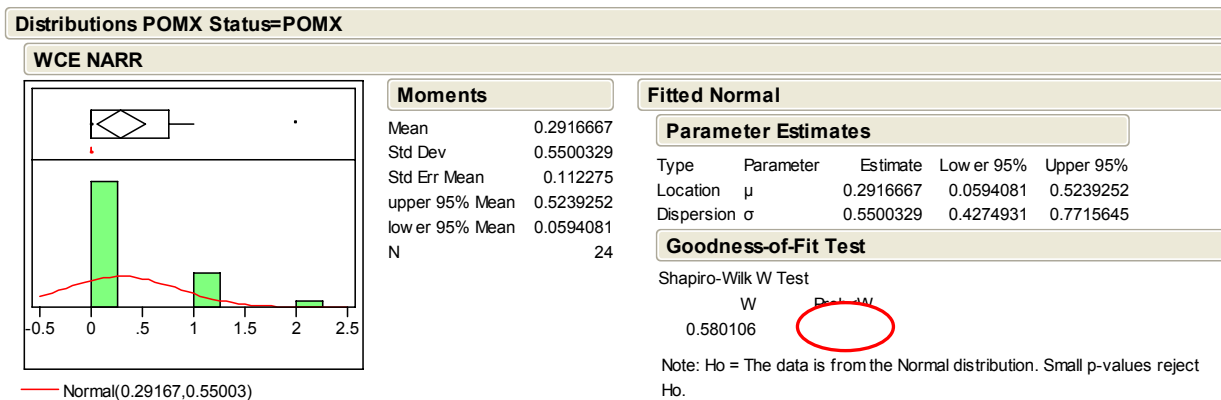 Distributions POMX Status=POMX
WCE NARR
-0.5 0 .5 1 1.5 2 2.5
Normal(0.29167,0.55003)
Moments
Mean 0.2916667
Std Dev 0.5500329
Std Err Mean 0.112275
upper 95% Mean 0.5239252
low er 95% Mean 0.0594081
N 24
Fitted Normal
Parameter Estimates
Type Parameter Estimate Low er 95% Upper 95%
Location μ 0.2916667 0.0594081 0.5239252
Dispersion σ 0.5500329 0.4274931 0.7715645
Goodness-of-Fit Test
Shapiro-Wilk W Test
W
0.580106
Note: Ho = The data is from the Normal distribution. Small p-values reject
Ho.